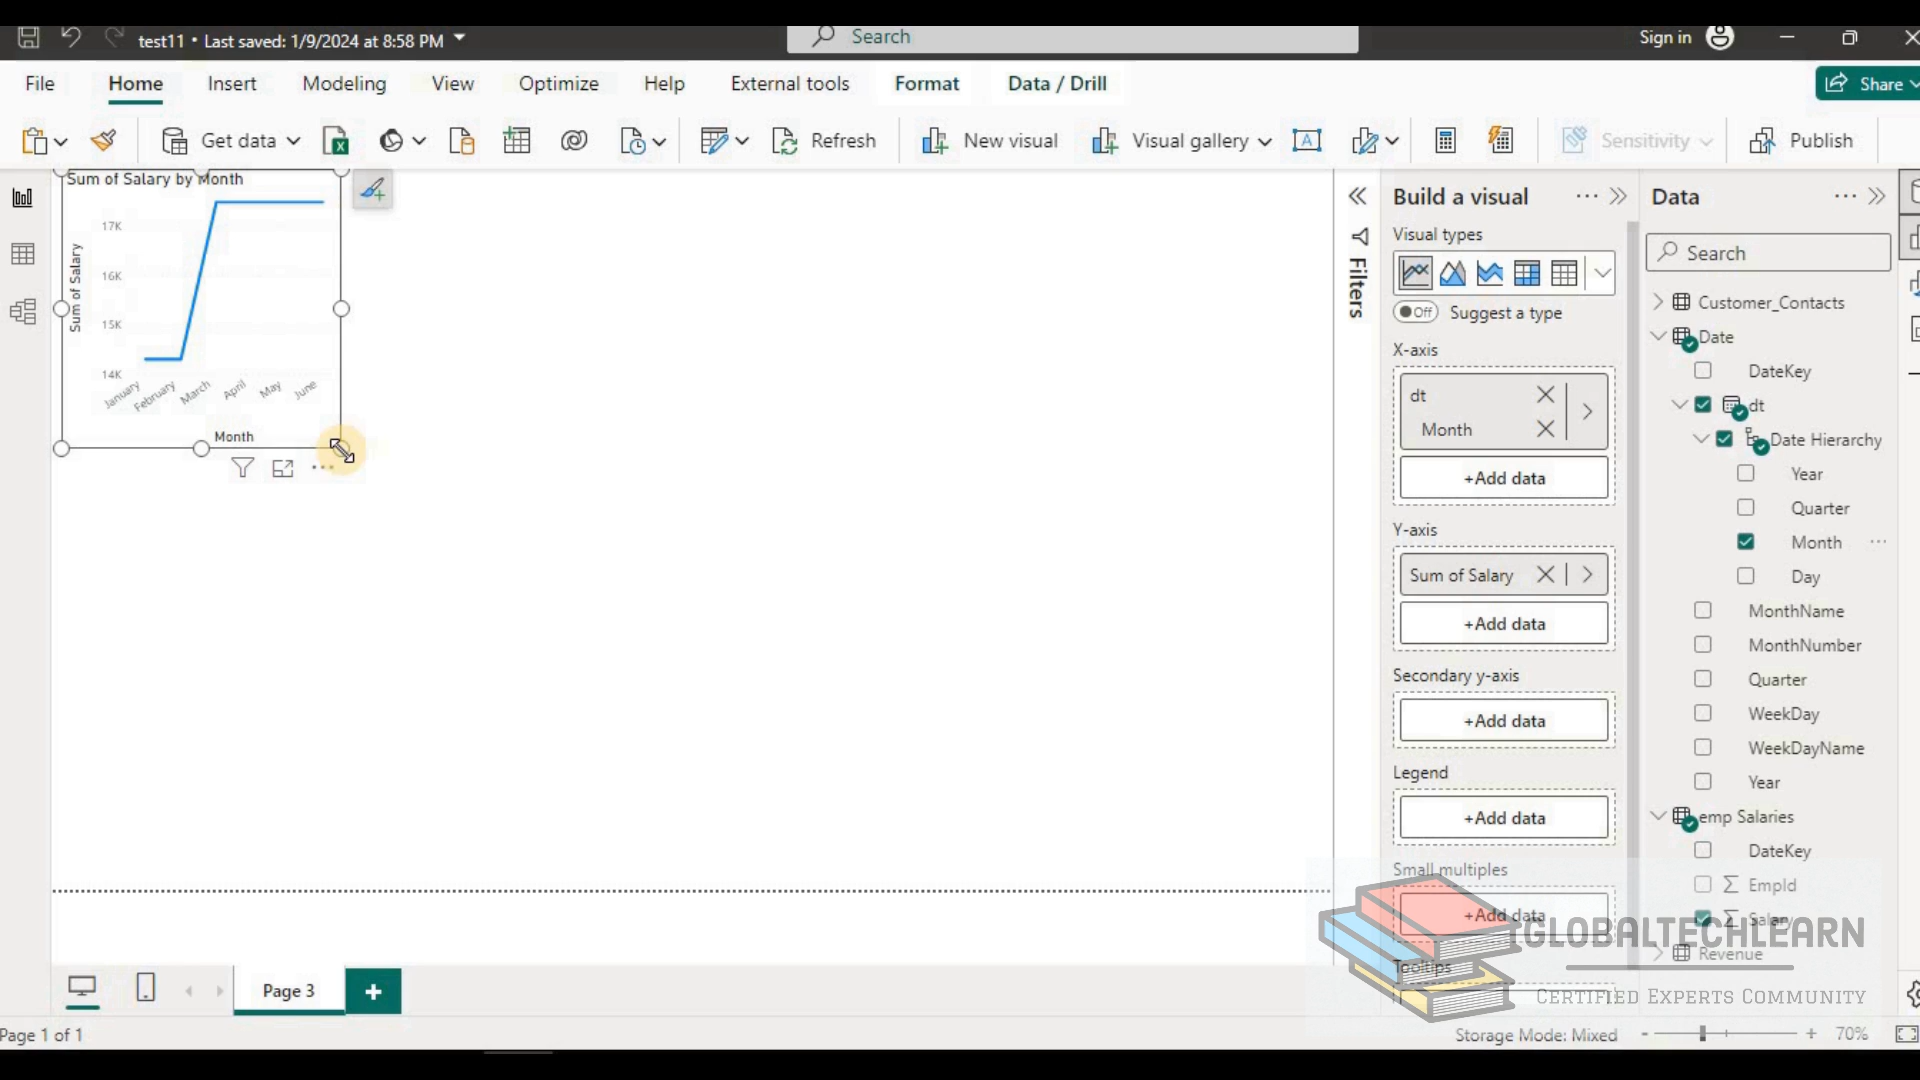 test11 • Last saved: 1/9/2024 at 8:58 PM
Search
Sign in
File
Home
Insert
Modeling
View
Optimize
Help
External tools
Format
Data / Drill
Share
Get data
Refresh
New visual
Visual gallery
Sensitivity
Publish
Sum of Salary by Month
17K
16K
15K
14K
Sum of Salary
January
February
March
April
May
June
Month
Filters
Build a visual
Visual types
Off
Suggest a type
X-axis
dt
Month
+Add data
Y-axis
Sum of Salary
+Add data
Secondary y-axis
+Add data
Legend
+Add data
Small multiples
+Add data
Tooltips
Data
Search
Customer_Contacts
Date
DateKey
dt
Date Hierarchy
Year
Quarter
Month
Day
MonthName
MonthNumber
Quarter
WeekDay
WeekDayName
Year
emp Salaries
DateKey
EmpId
Salary
Revenue
GLOBALTECHLEARN
CERTIFIED EXPERTS COMMUNITY
Page 3
Page 1 of 1
Storage Mode: Mixed
70%